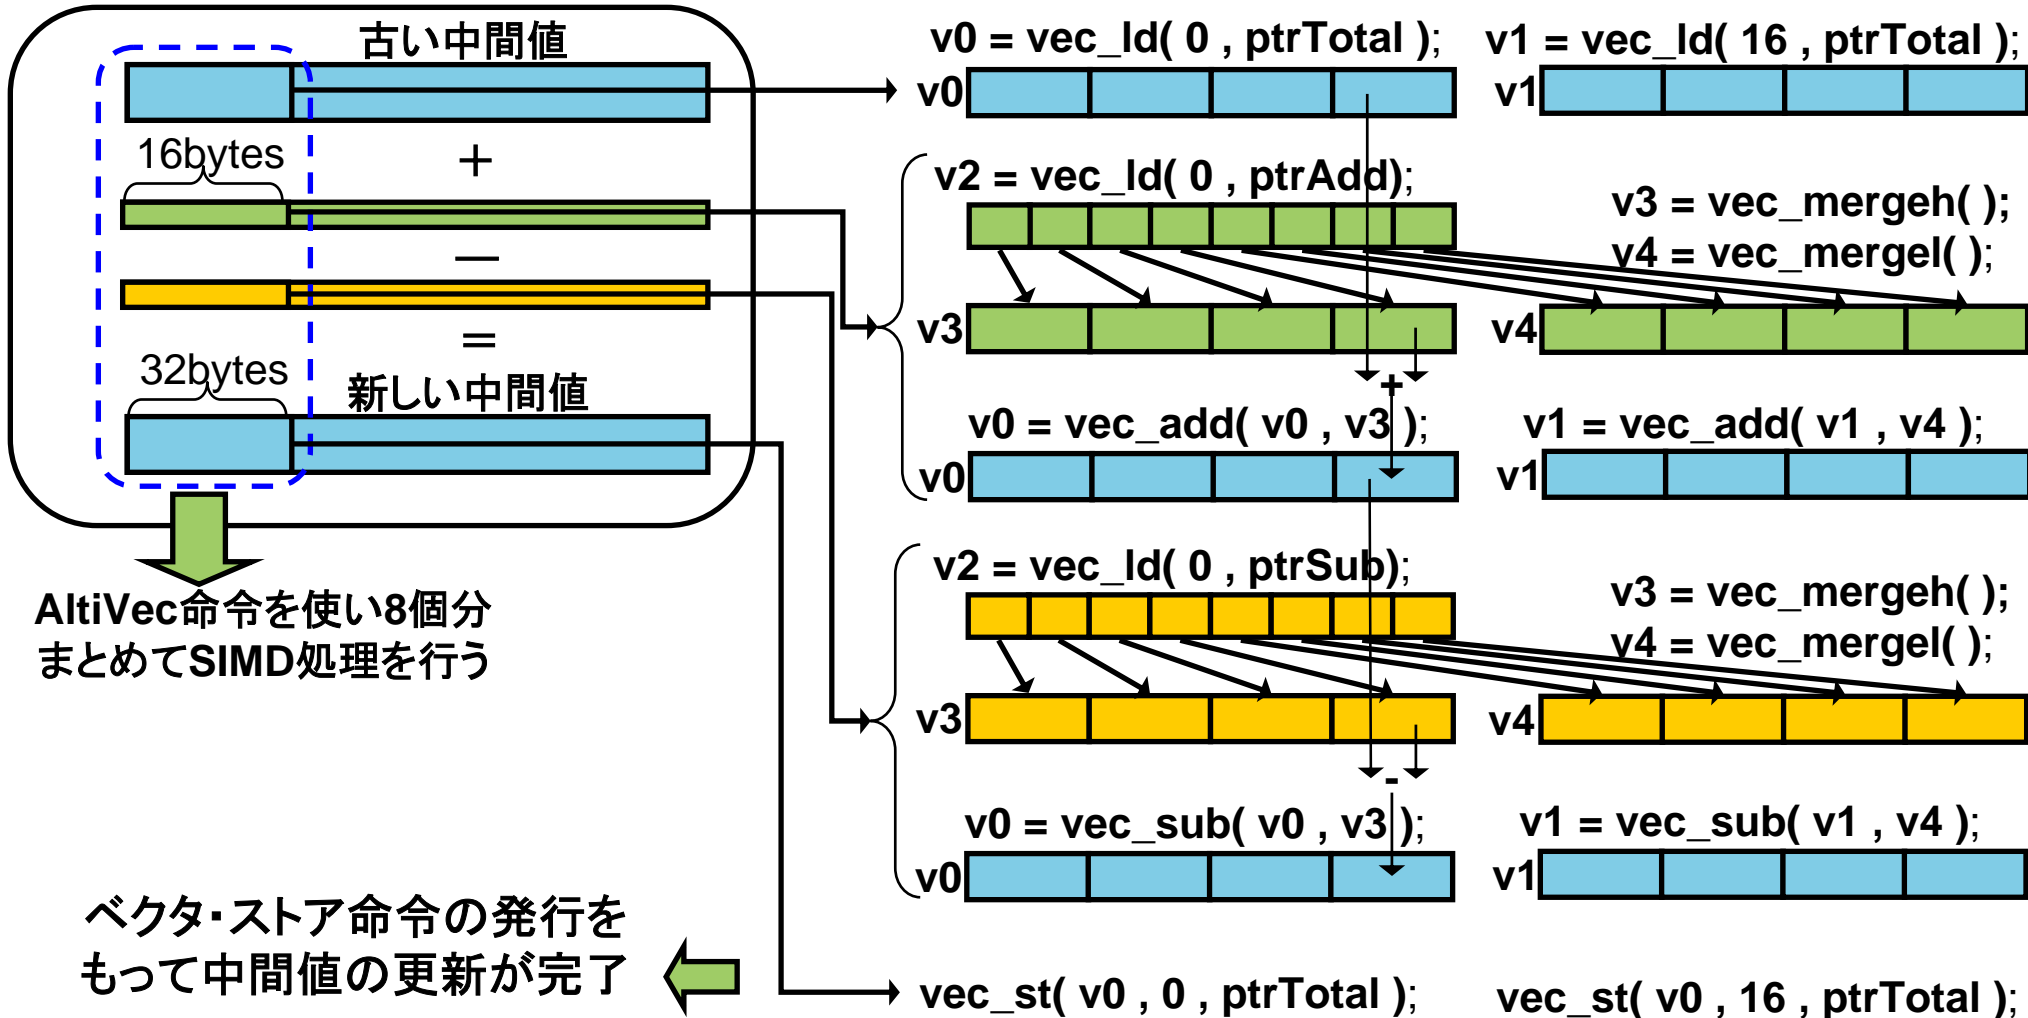 古い中間値
16bytes
+
—
=
32bytes
新しい中間値
AltiVec命令を使い8個分
まとめてSIMD処理を行う
ベクタ・ストア命令の発行を
もって中間値の更新が完了
v0 = vec_ld( 0 , ptrTotal );
v0
v1 = vec_ld( 16 , ptrTotal );
v1
v2 = vec_ld( 0 , ptrAdd);
v3 = vec_mergeh( );
v4 = vec_mergel( );
v3
v4
+
v0 = vec_add( v0 , v3 );
v1 = vec_add( v1 , v4 );
v0
v1
v2 = vec_ld( 0 , ptrSub);
v3 = vec_mergeh( );
v4 = vec_mergel( );
v3
v4
-
v0 = vec_sub( v0 , v3 );
v1 = vec_sub( v1 , v4 );
v0
v1
vec_st( v0 , 0 , ptrTotal );
vec_st( v0 , 16 , ptrTotal );